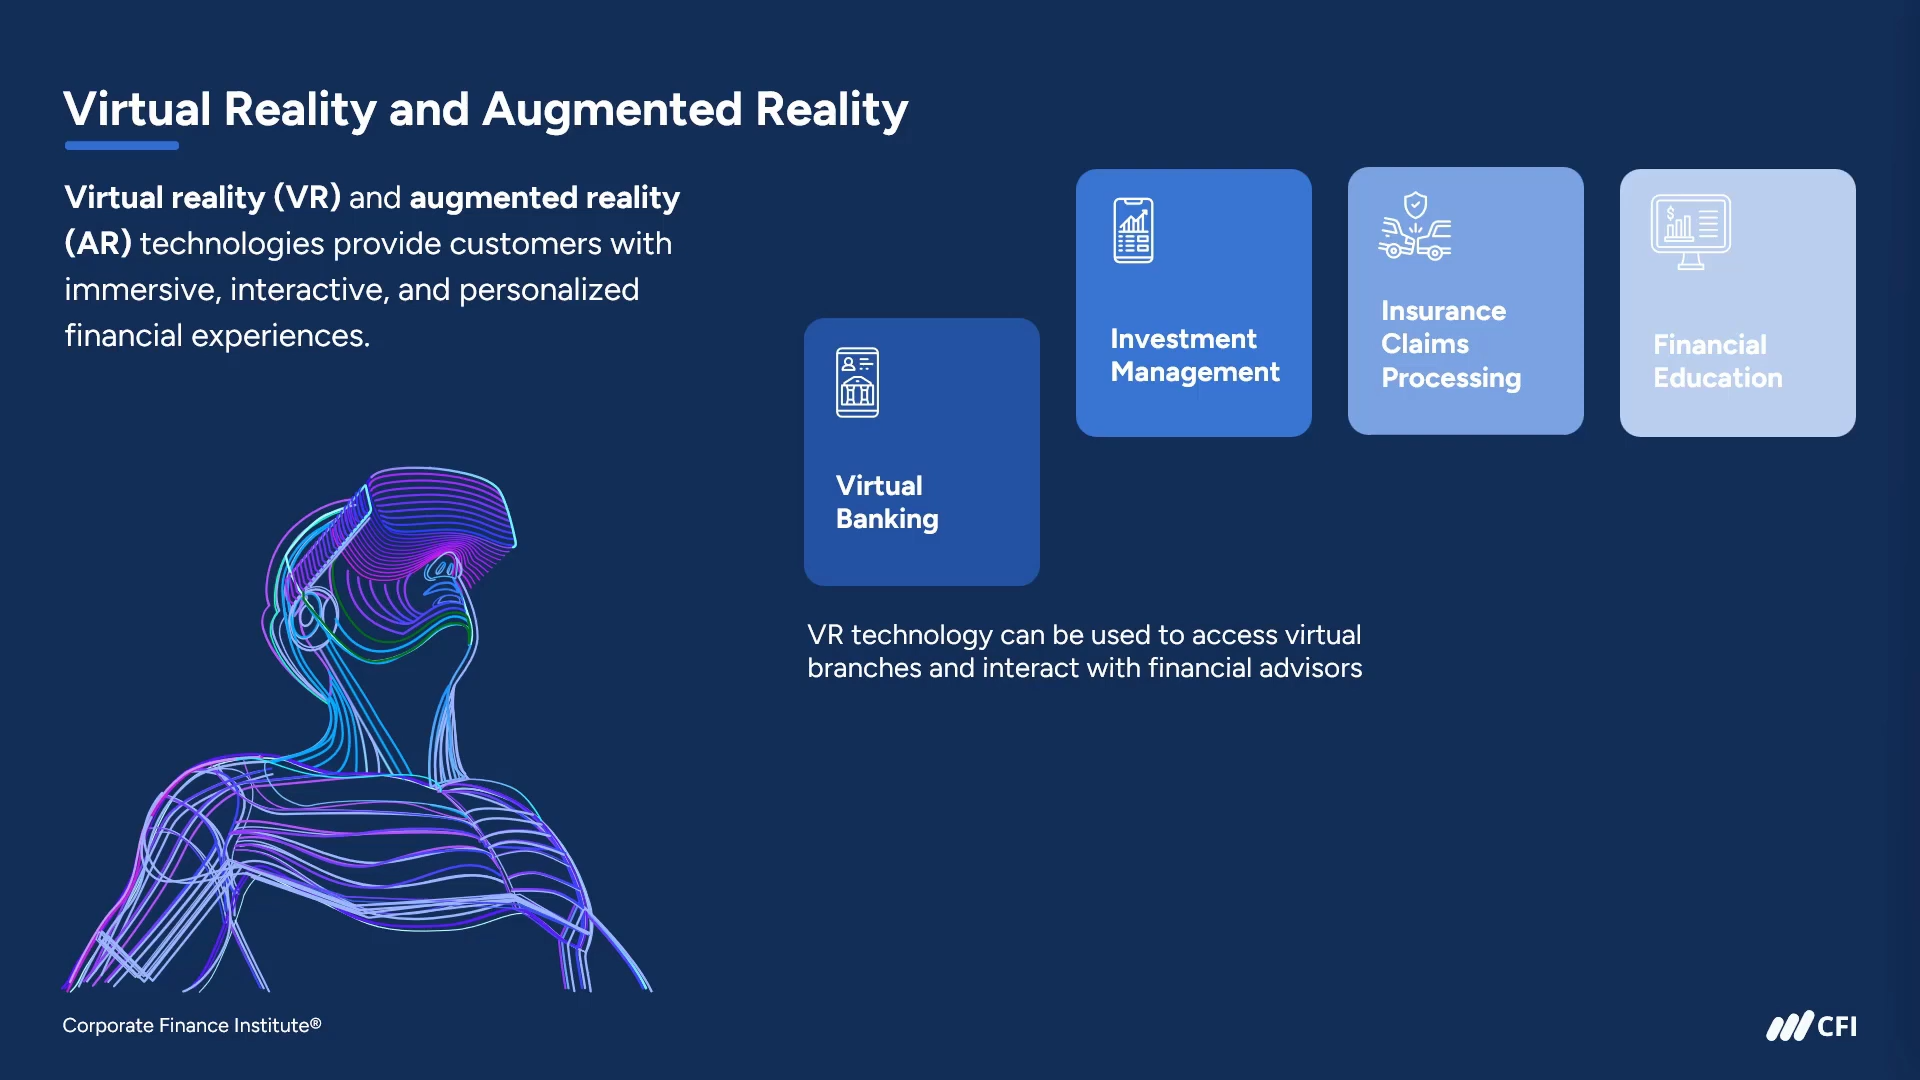 Virtual Reality and Augmented Reality
Virtual reality (VR) and augmented reality
(AR) technologies provide customers with
immersive, interactive, and personalized
financial experiences.
Virtual
Banking
Investment
Management
Insurance
Claims
Processing
$
Financial
Education
VR technology can be used to access virtual
branches and interact with financial advisors
Corporate Finance Institute®
CFI